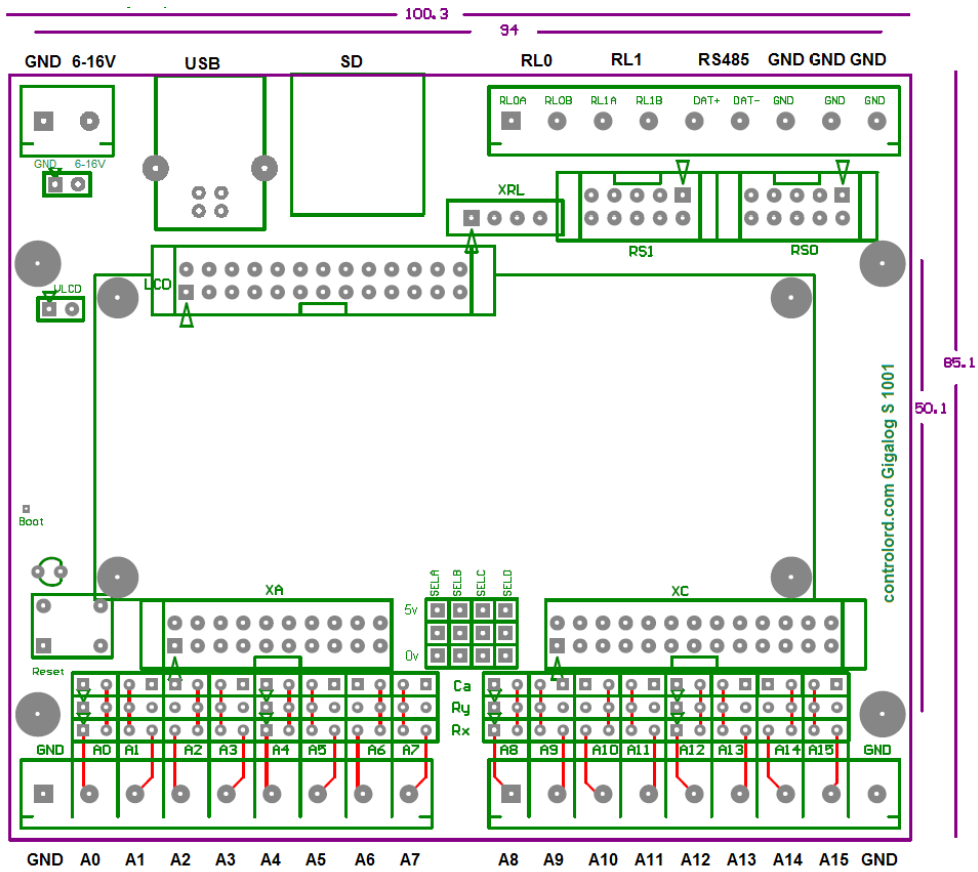 100.3
94
GND 6-16V USB SD RL0 RL1 RS485 GND GND GND
RL0A RL0B RL1A RL1B DAT+ DAT- GND GND GND
GND 6-16V
XRL
RS1 RS0
LCD
VLCD
85.1
50.1
controlord.com Gigalog S 1001
Boot
SELA SELB SELC SELD
XA XC
5v
0v
Reset
Ca
Ry
Rx
GND A0 A1 A2 A3 A4 A5 A6 A7 A8 A9 A10 A11 A12 A13 A14 A15 GND
GND A0 A1 A2 A3 A4 A5 A6 A7 A8 A9 A10 A11 A12 A13 A14 A15 GND